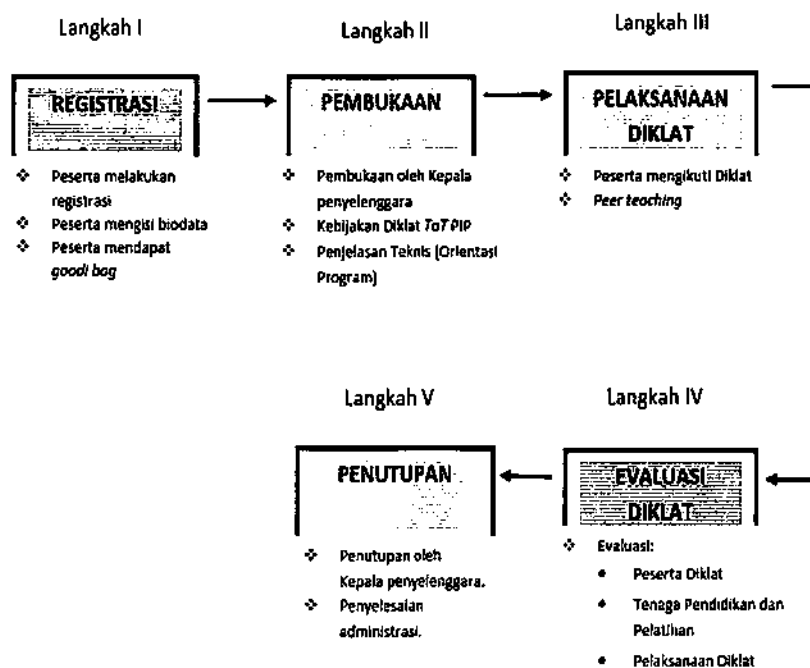 Langkah I
REGISTRASI
❖ Peserta melakukan
registrasi
❖ Peserta mengisi biodata
❖ Peserta mendapat
goodi bag
Langkah II
PEMBUKAAN
❖ Pembukaan oleh Kepala
penyelenggara
❖ Kebijakan Diklat ToT PIP
❖ Penjelasan Teknis (Orientasi
Program)
Langkah III
PELAKSANAAN
DIKLAT
❖ Peserta mengikuti Diklat
❖ Peer teaching
Langkah IV
EVALUASI
DIKLAT
❖ Evaluasi:
• Peserta Diklat
• Tenaga Pendidikan dan
Pelatihan
• Pelaksanaan Diklat
Langkah V
PENUTUPAN
❖ Penutupan oleh
Kepala penyelenggara.
❖ Penyelesaian
administrasi.